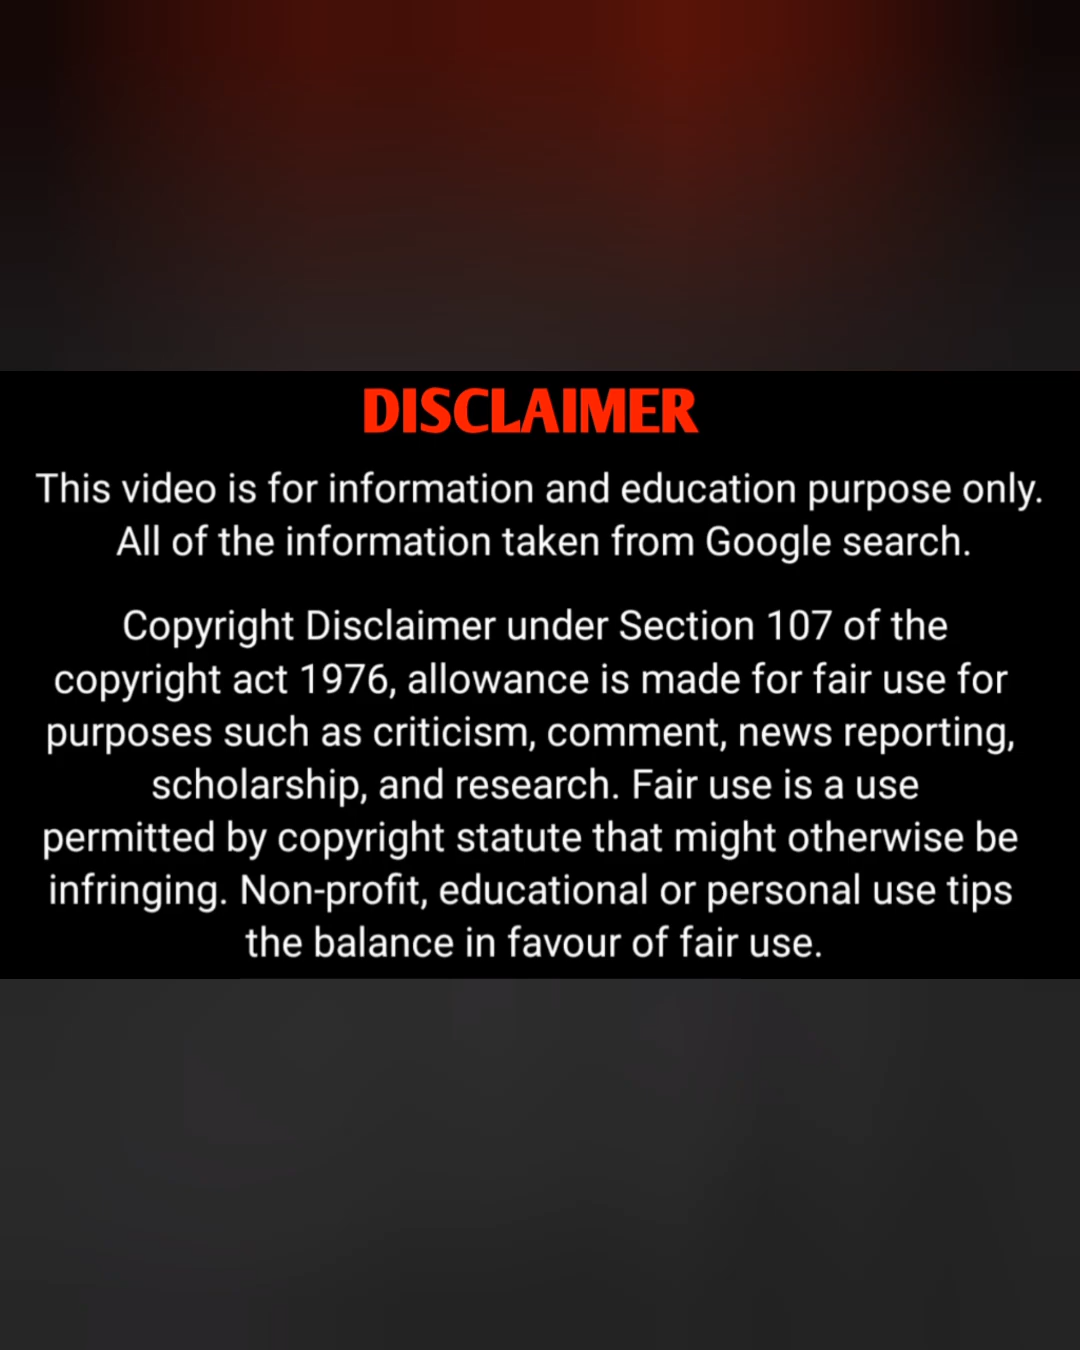 DISCLAIMER
This video is for information and education purpose only.
All of the information taken from Google search.
Copyright Disclaimer under Section 107 of the
copyright act 1976, allowance is made for fair use for
purposes such as criticism, comment, news reporting,
scholarship, and research. Fair use is a use
permitted by copyright statute that might otherwise be
infringing. Non-profit, educational or personal use tips
the balance in favour of fair use.